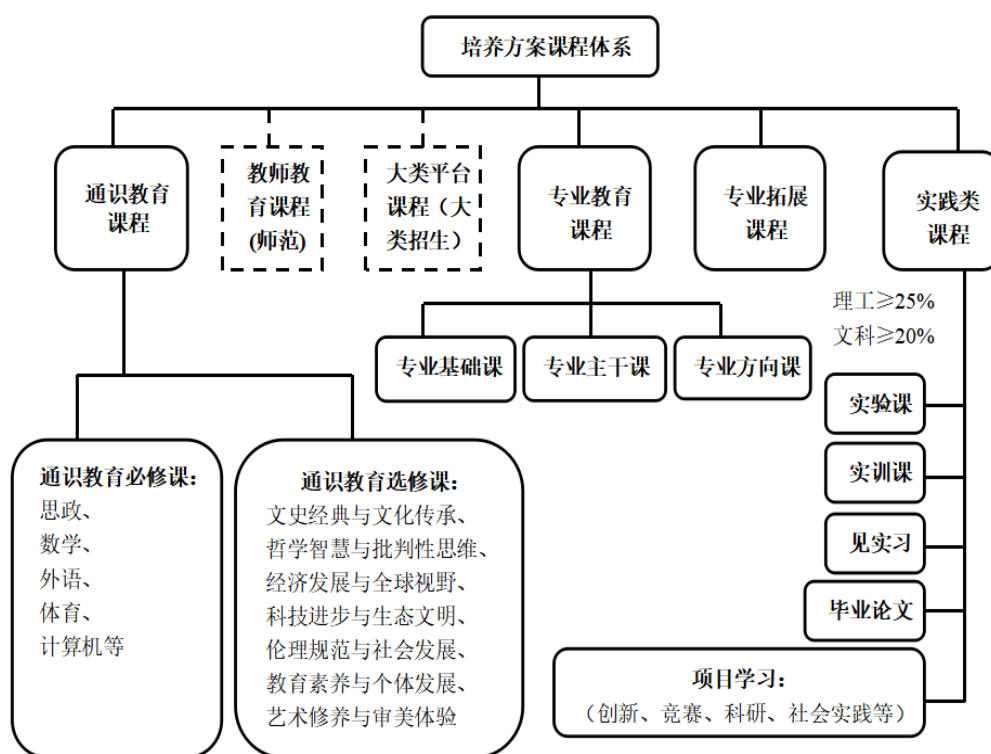 培养方案课程体系
通识教育
课程
教师教
育课程
(师范)
大类平台
课程（大
类招生）
专业教育
课程
专业拓展
课程
实践类
课程
理工≥25%
文科≥20%
专业基础课
专业主干课
专业方向课
实验课
实训课
见实习
毕业论文
项目学习：
（创新、竞赛、科研、社会实践等）
通识教育必修课：
思政、
数学、
外语、
体育、
计算机等
通识教育选修课：
文史经典与文化传承、
哲学智慧与批判性思维、
经济发展与全球视野、
科技进步与生态文明、
伦理规范与社会发展、
教育素养与个体发展、
艺术修养与审美体验